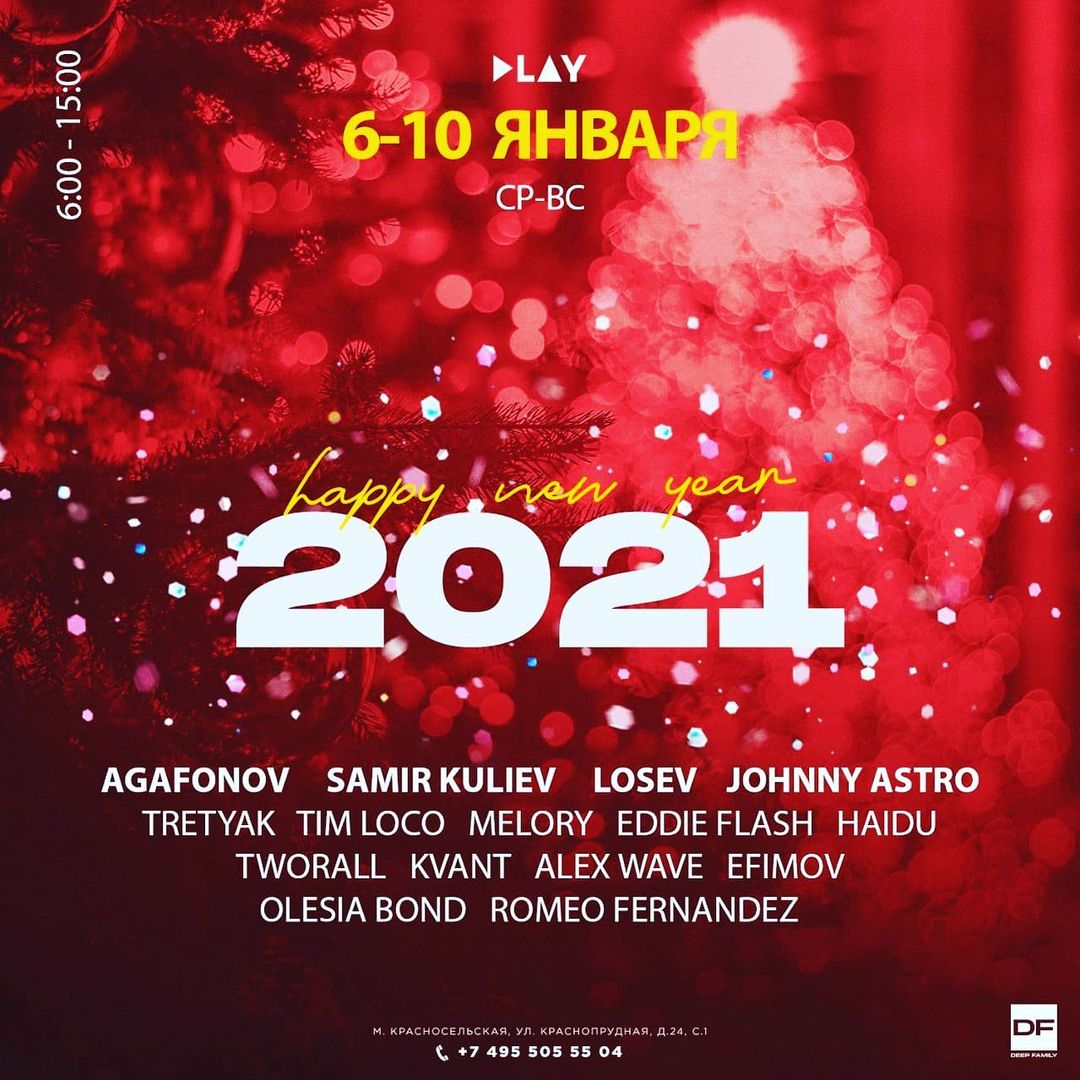 6:00 - 15:00
PLAY
6-10 ЯНВАРЯ
СР-ВС
happy new year
2021
AGAFONOV SAMIR KULIEV LOSEV JOHNNY ASTRO
TRETYAK TIM LOCO MELORY EDDIE FLASH HAIDU
TWORALL KVANT ALEX WAVE EFIMOV
OLESIA BOND ROMEO FERNANDEZ
М. КРАСНОСЕЛЬСКАЯ, УЛ. КРАСНОПРУДНАЯ, Д.24, С.1
+7 495 505 55 04
DF
DEEP FAMILY